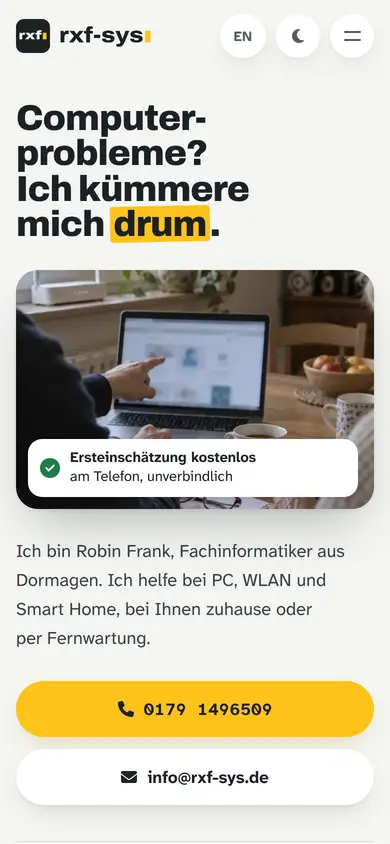 rxf
rxf-sys
EN
Computer-
probleme?
Ich kümmere
mich drum.
Ersteinschätzung kostenlos
am Telefon, unverbindlich
Ich bin Robin Frank, Fachinformatiker aus
Dormagen. Ich helfe bei PC, WLAN und
Smart Home, bei Ihnen zuhause oder
per Fernwartung.
0179 1496509
info@rxf-sys.de